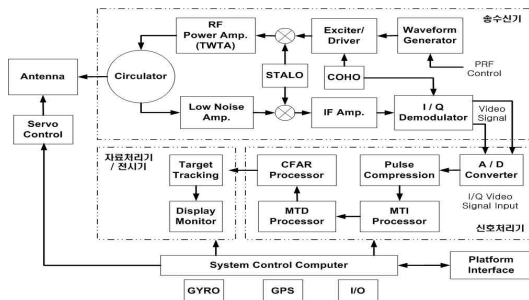 송수신기
RF
Power Amp.
(TWTA)
Exciter/
Driver
Waveform
Generator
Antenna
Circulator
STALO
COHO
PRF
Control
Low Noise
Amp.
IF Amp.
I / Q
Demodulator
Video
Signal
Servo
Control
자료처리기
/ 전시기
Target
Tracking
CFAR
Processor
Pulse
Compression
A / D
Converter
I/Q Video
Signal Input
Display
Monitor
MTD
Processor
MTI
Processor
신호처리기
System Control Computer
Platform
Interface
GYRO
GPS
I/O